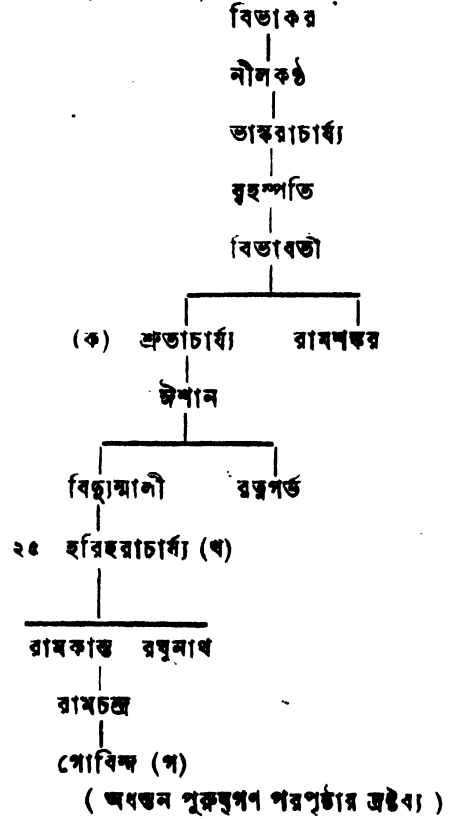 বিভাকর
নীলকণ্ঠ
ভাস্করাচার্য্য
বৃহস্পতি
বিভাবতী
(ক) শ্রুতাচার্য্য রামশঙ্কর
ঈশান
বিদ্যুন্মালী রত্নগর্ভ
২৫ হরিহরাচার্য্য (খ)
রামকান্ত রঘুনাথ
রামচন্দ্র
গোবিন্দ (গ)
( অধস্তন পুরুষগণ পরপৃষ্ঠার দ্রষ্টব্য )